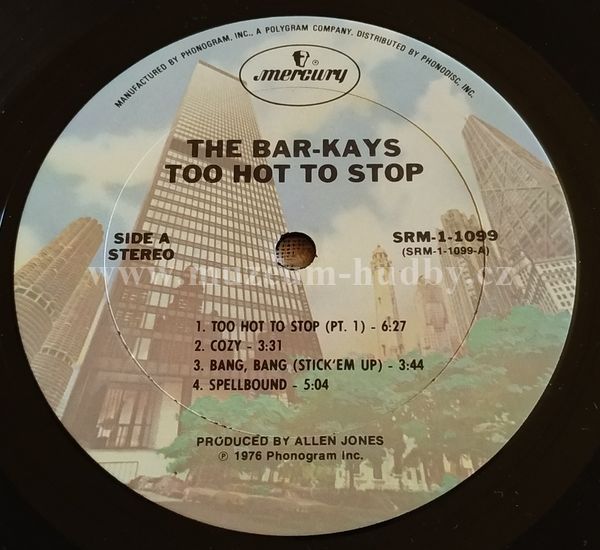 MANUFACTURED BY PHONOGRAM, INC., A POLYGRAM COMPANY. DISTRIBUTED BY PHONODISC, INC.
mercury
®
THE BAR-KAYS
TOO HOT TO STOP
SIDE A
STEREO
SRM-1-1099
(SRM-1-1099-A)
www.muzeum-hudby.cz
1. TOO HOT TO STOP (PT. 1) - 6:27
2. COZY - 3:31
3. BANG, BANG (STICK'EM UP) - 3:44
4. SPELLBOUND - 5:04
PRODUCED BY ALLEN JONES
℗ 1976 Phonogram Inc.